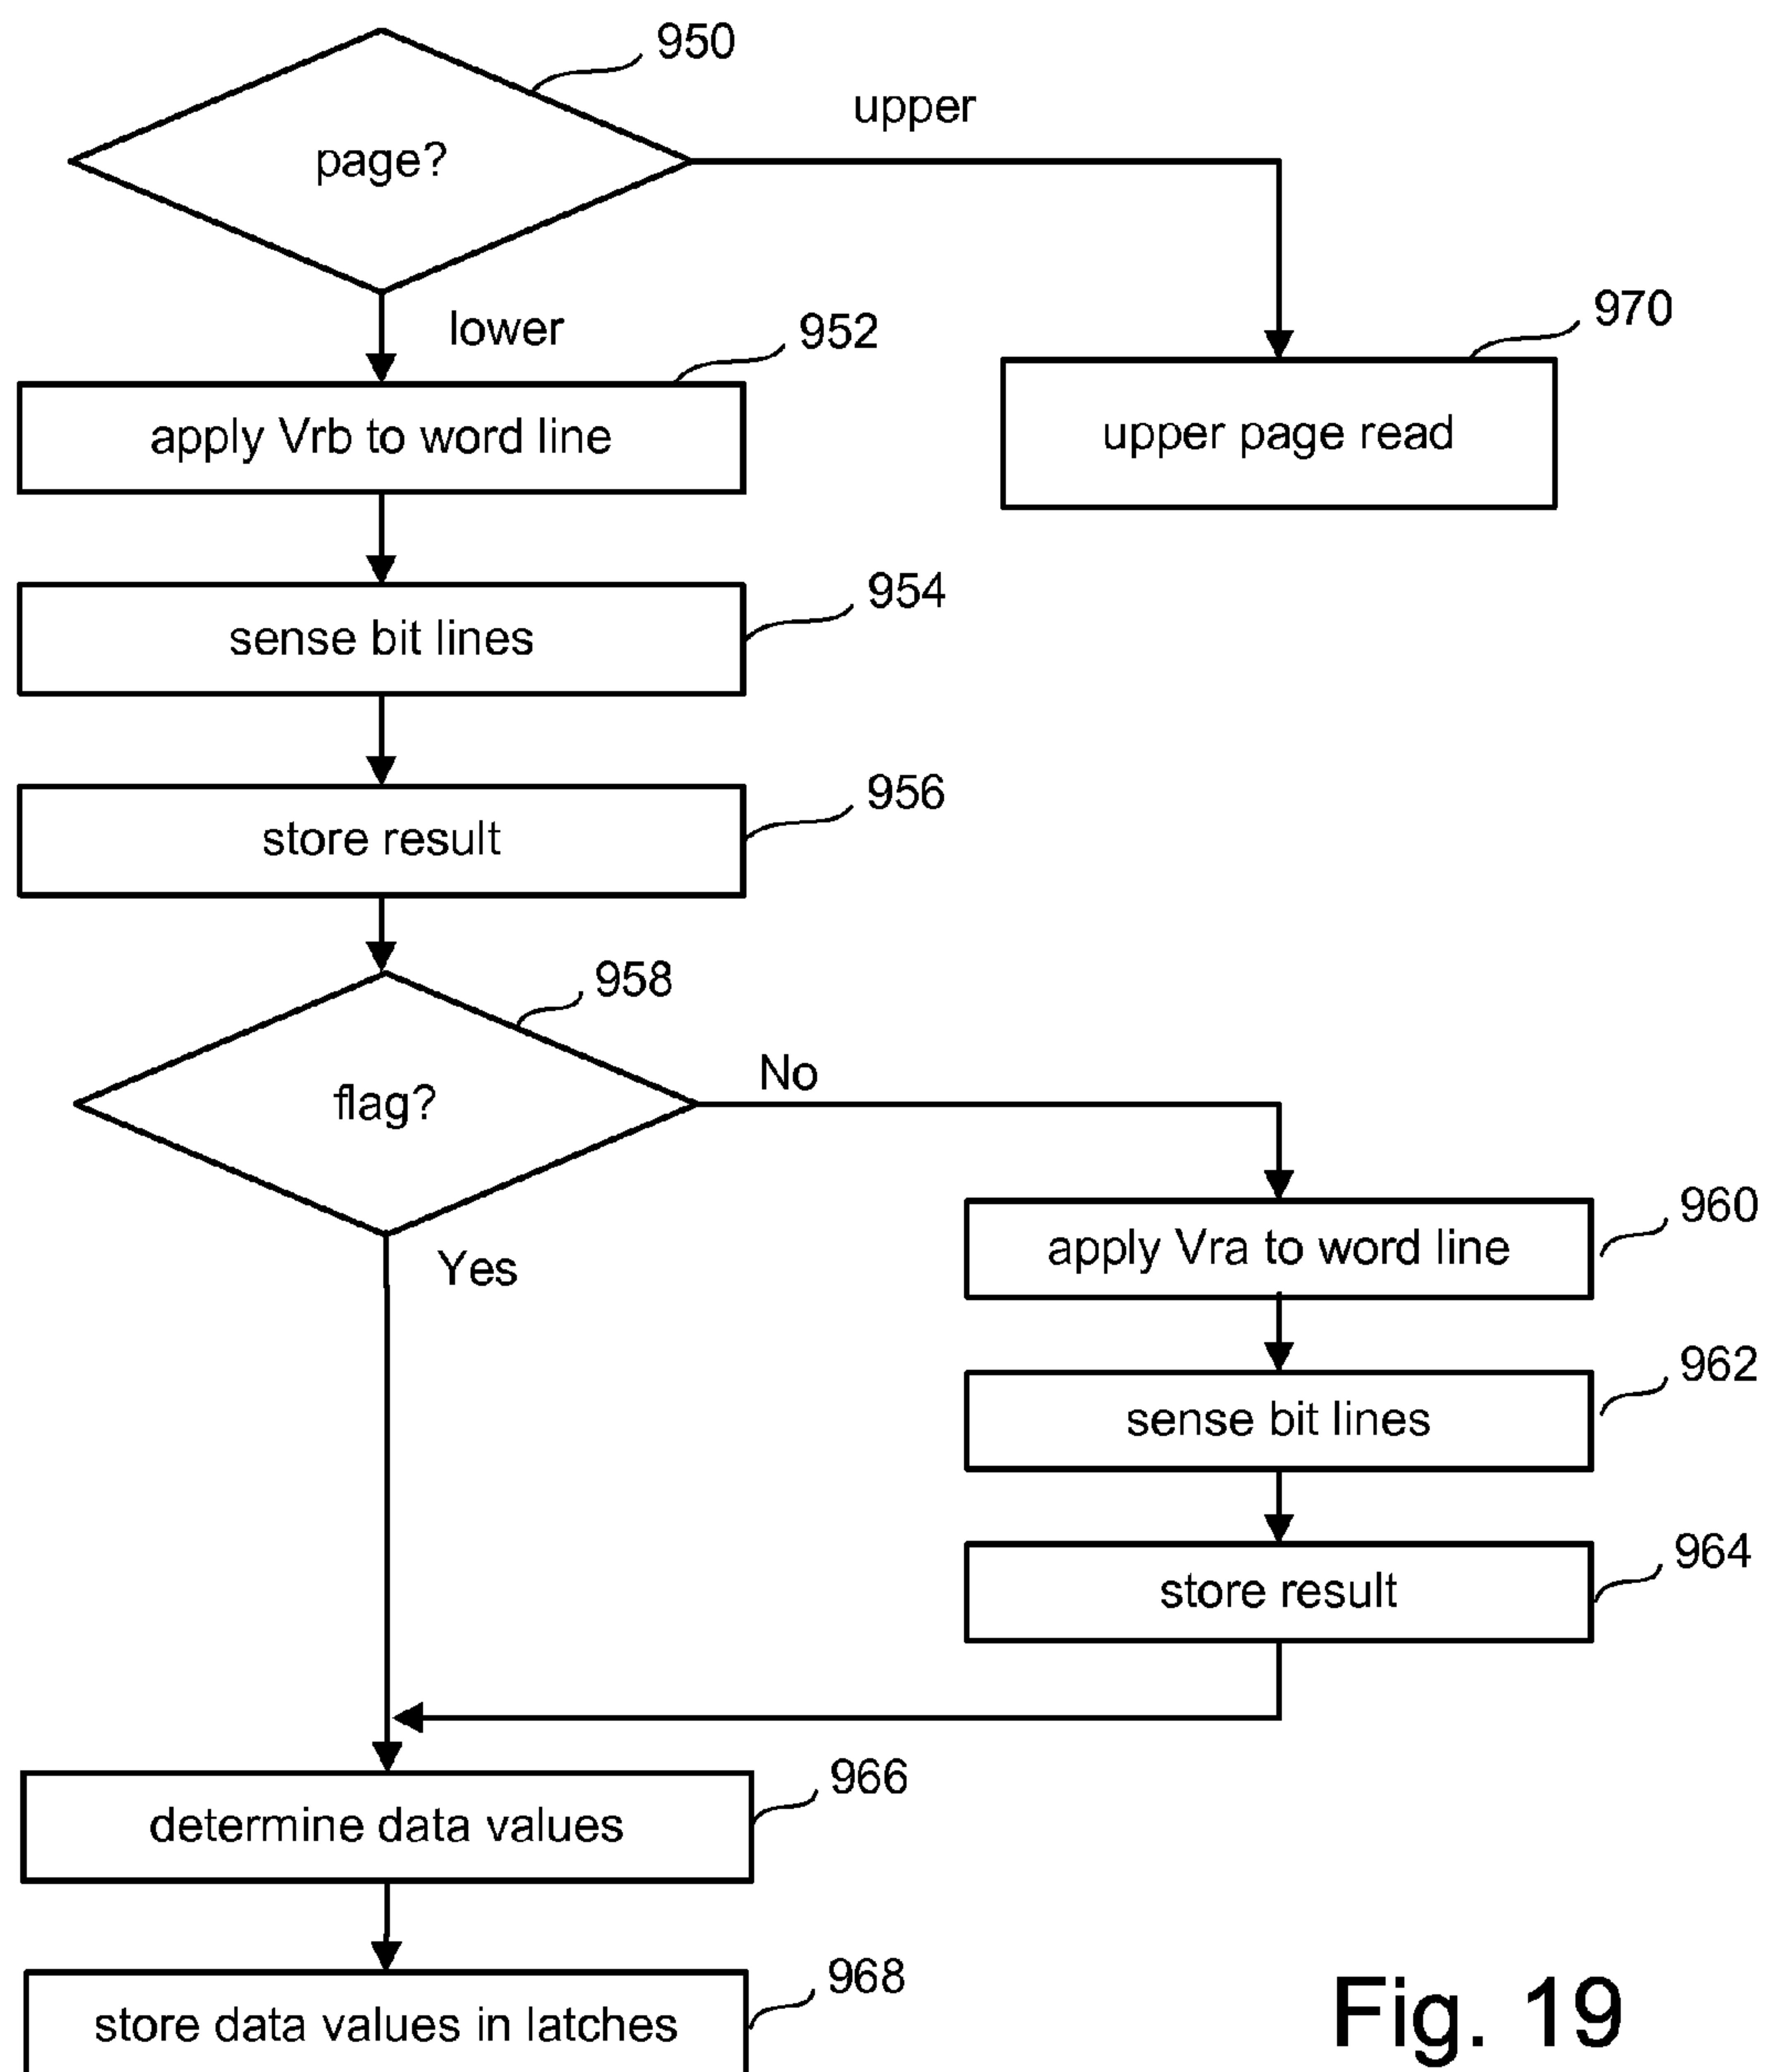 950
upper
page?
970
lower
952
apply Vrb to word line
upper page read
954
sense bit lines
956
store result
958
No
flag?
960
Yes
apply Vra to word line
962
sense bit lines
964
store result
966
determine data values
968
store data values in latches
Fig. 19